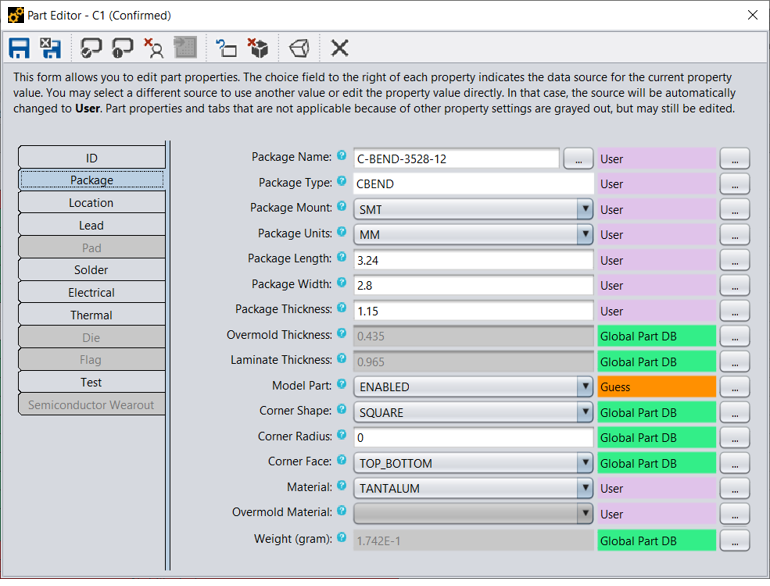 Part Editor - C1 (Confirmed)
This form allows you to edit part properties. The choice field to the right of each property indicates the data source for the current property
value. You may select a different source to use another value or edit the property value directly. In that case, the source will be automatically
changed to User. Part properties and tabs that are not applicable because of other property settings are grayed out, but may still be edited.
ID
Package
Location
Lead
Pad
Solder
Electrical
Thermal
Die
Flag
Test
Semiconductor Wearout
Package Name: ? C-BEND-3528-12 ... User ...
Package Type: ? CBEND User ...
Package Mount: ? SMT User ...
Package Units: ? MM User ...
Package Length: ? 3.24 User ...
Package Width: ? 2.8 User ...
Package Thickness: ? 1.15 User ...
Overmold Thickness: ? 0.435 Global Part DB ...
Laminate Thickness: ? 0.965 Global Part DB ...
Model Part: ? ENABLED Guess ...
Corner Shape: ? SQUARE Global Part DB ...
Corner Radius: ? 0 Global Part DB ...
Corner Face: ? TOP_BOTTOM Global Part DB ...
Material: ? TANTALUM User ...
Overmold Material: ? User ...
Weight (gram): ? 1.742E-1 Global Part DB ...